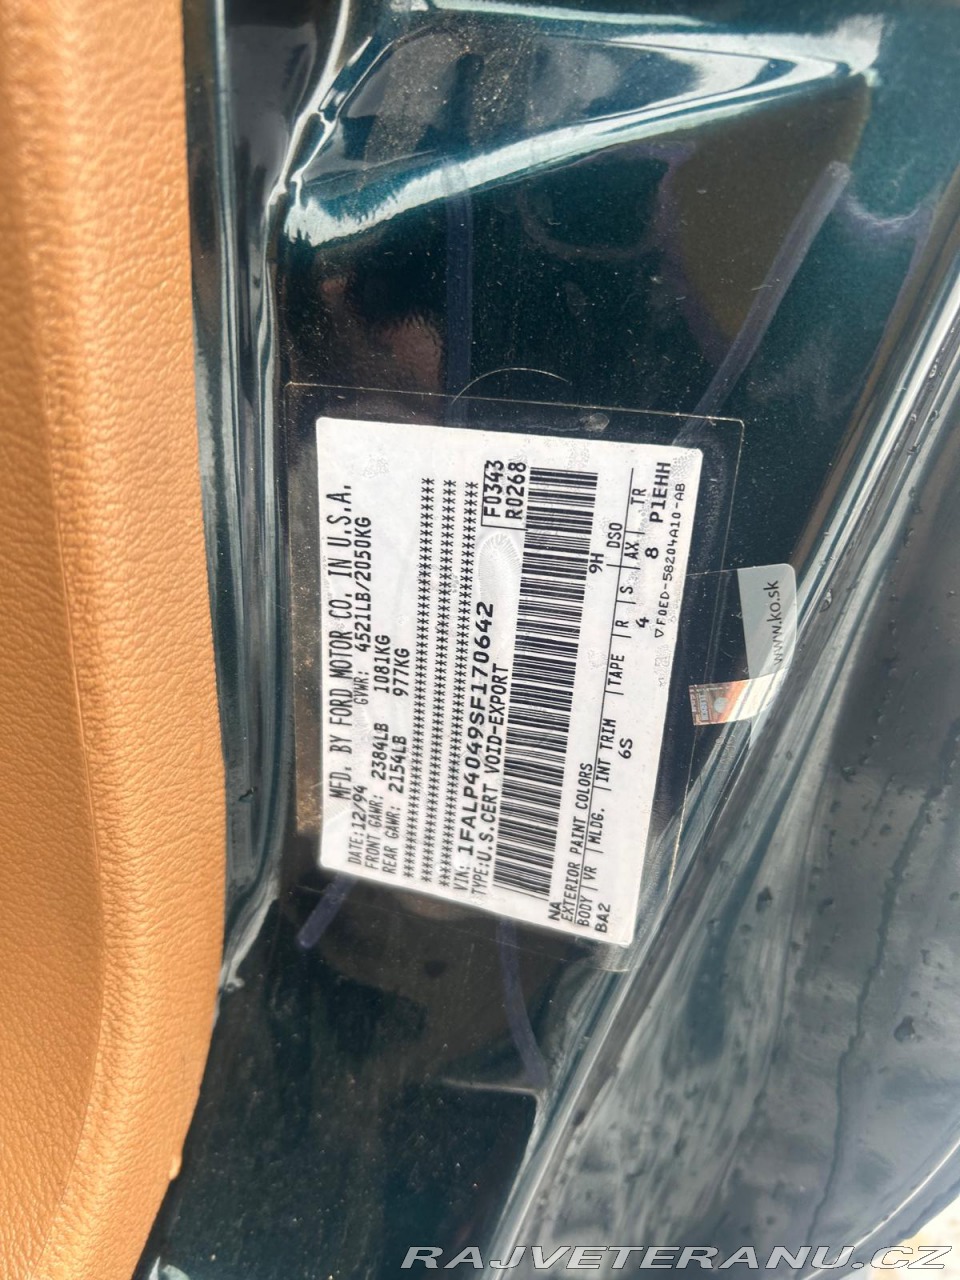 MFD. BY FORD MOTOR CO. IN U.S.A.
DATE:12/94 GVWR: 4521LB/2050KG
FRONT GAWR: 2384LB 1081KG
REAR GAWR: 2154LB 977KG
VIN: 1FALP4049SF170642
TYPE:U.S.CERT VOID-EXPORT
F0343
R0268
NA 9H
EXTERIOR PAINT COLORS DSO
BODY VR MLDG. INT TRIM TAPE R S AX TR
BA2 6S 4 8 P1EHH
▽F0ED-58204A10-AB
www.ko.sk
RAJVETERANU.CZ